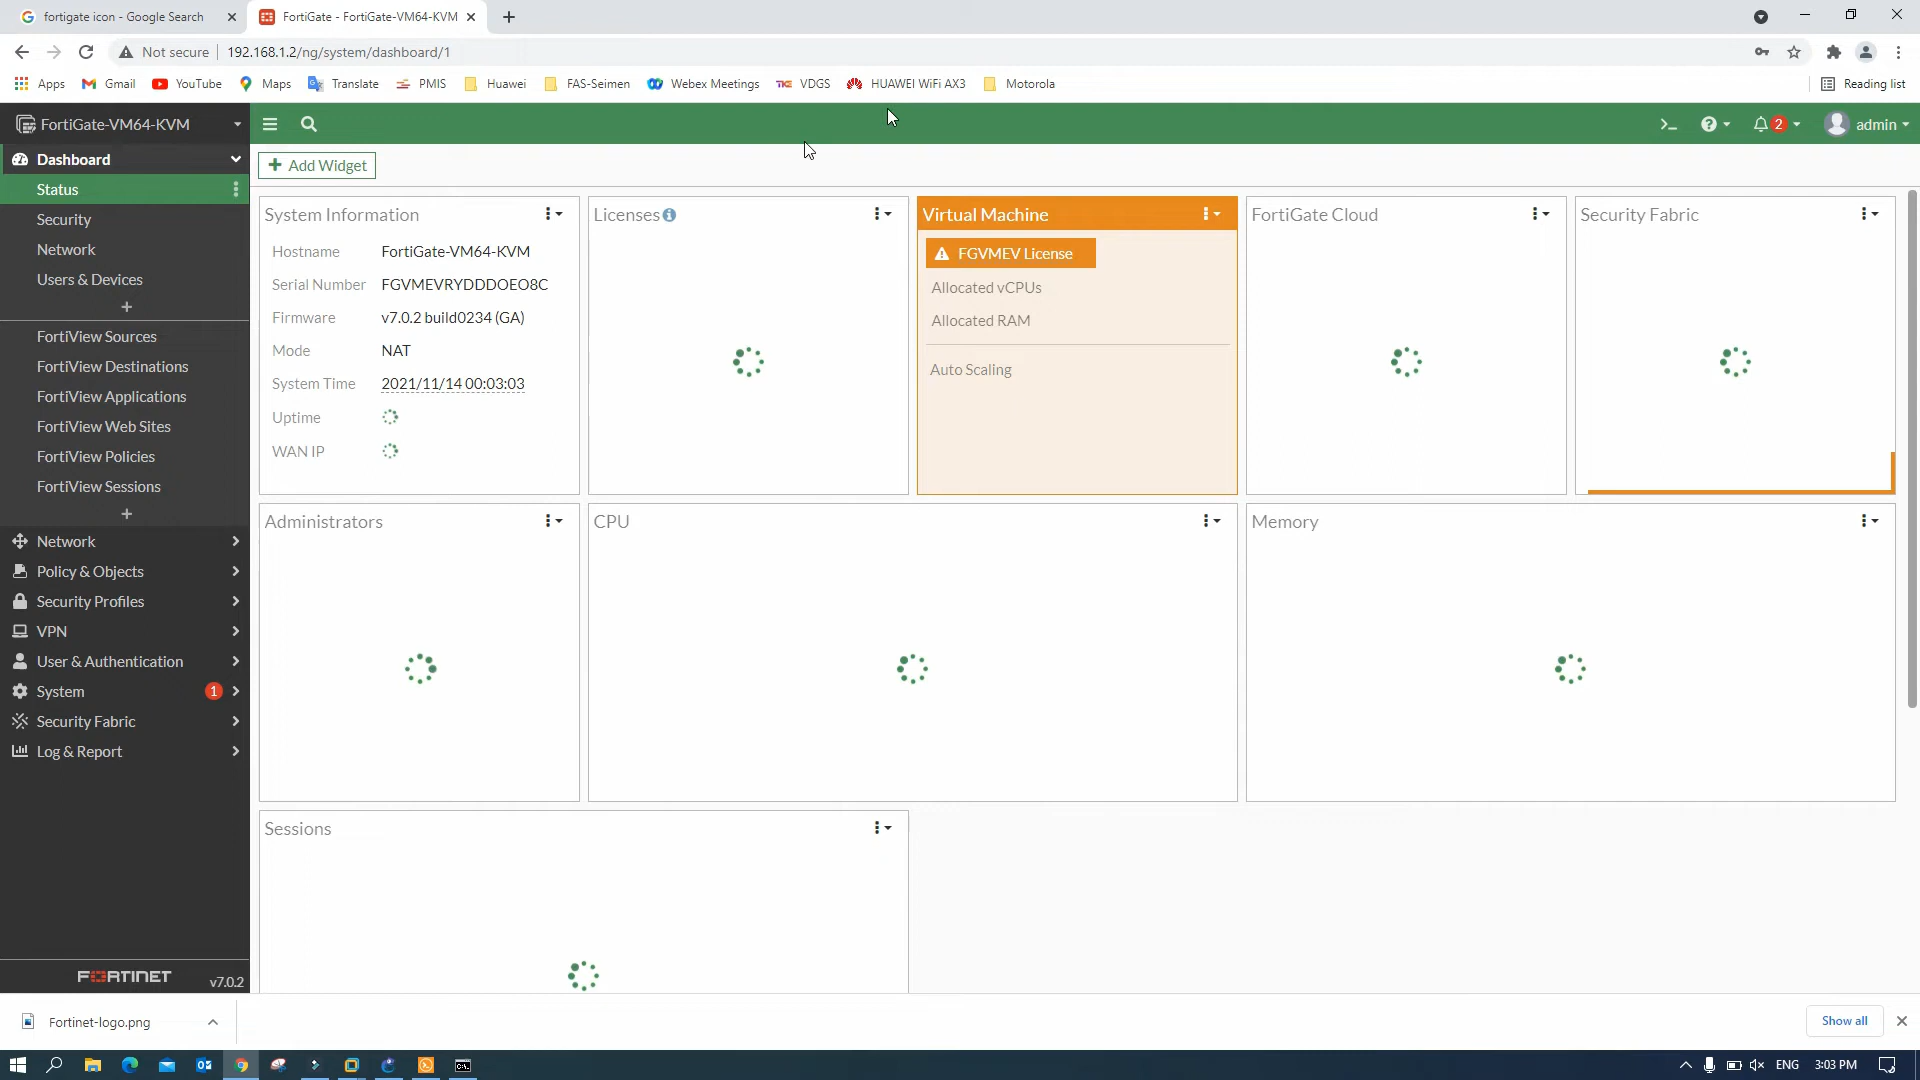 fortigate icon - Google Search
FortiGate - FortiGate-VM64-KVM
Not secure
192.168.1.2/ng/system/dashboard/1
Apps
Gmail
YouTube
Maps
Translate
PMIS
Huawei
FAS-Seimen
Webex Meetings
VDGS
HUAWEI WiFi AX3
Motorola
Reading list
FortiGate-VM64-KVM
2
admin
Dashboard
Status
Security
Network
Users & Devices
FortiView Sources
FortiView Destinations
FortiView Applications
FortiView Web Sites
FortiView Policies
FortiView Sessions
Network
Policy & Objects
Security Profiles
VPN
User & Authentication
System 1
Security Fabric
Log & Report
FORTINET v7.0.2
Add Widget
System Information
Hostname FortiGate-VM64-KVM
Serial Number FGVMEVRYDDDOEO8C
Firmware v7.0.2 build0234 (GA)
Mode NAT
System Time 2021/11/14 00:03:03
Uptime
WAN IP
Licenses
Virtual Machine
FGVMEV License
Allocated vCPUs
Allocated RAM
Auto Scaling
FortiGate Cloud
Security Fabric
Administrators
CPU
Memory
Sessions
Fortinet-logo.png
Show all
ENG
3:03 PM